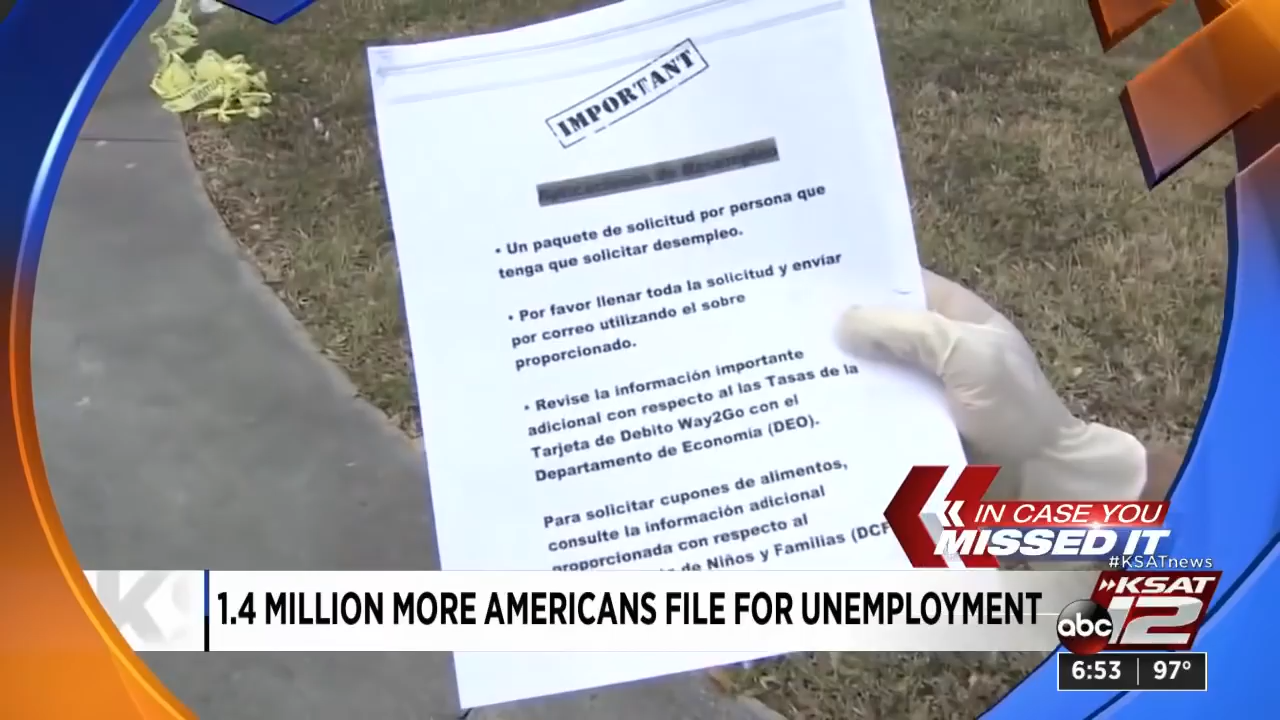 IMPORTANT
Aplicaciones de Desempleo
• Un paquete de solicitud por persona que
tenga que solicitar desempleo.
• Por favor llenar toda la solicitud y enviar
por correo utilizando el sobre
proporcionado.
• Revise la información importante
adicional con respecto al las Tasas de la
Tarjeta de Debito Way2Go con el
Departamento de Economía (DEO).
Para solicitar cupones de alimentos,
consulte la información adicional
proporcionada con respecto al
de Niños y Familias (DCF
IN CASE YOU
MISSED IT
#KSATnews
1.4 MILLION MORE AMERICANS FILE FOR UNEMPLOYMENT
KSAT
abc 12
6:53 97°